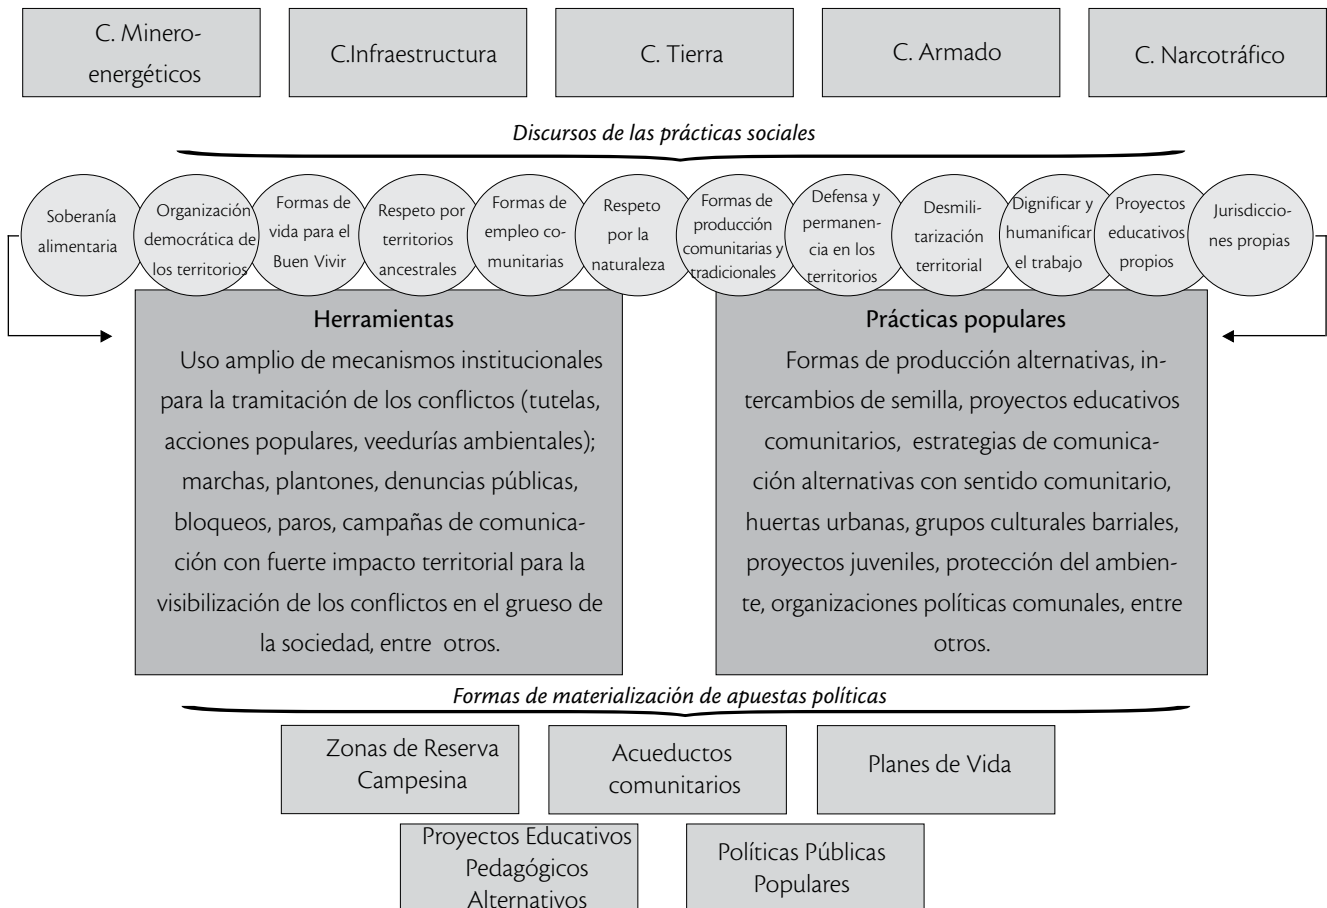 C. Minero-
energéticos
C.Infraestructura
C. Tierra
C. Armado
C. Narcotráfico
Discursos de las prácticas sociales
Soberanía
alimentaria
Organización
democrática de
los territorios
Formas de
vida para el
Buen Vivir
Respeto por
territorios
ancestrales
Formas de
empleo co-
munitarias
Respeto
por la
naturaleza
Formas de
producción
comunitarias y
tradicionales
Defensa y
permanen-
cia en los
territorios
Desmili-
tarización
territorial
Dignificar y
humanificar
el trabajo
Proyectos
educativos
propios
Jurisdiccio-
nes propias
Herramientas
Uso amplio de mecanismos institucionales
para la tramitación de los conflictos (tutelas,
acciones populares, veedurías ambientales);
marchas, plantones, denuncias públicas,
bloqueos, paros, campañas de comunica-
ción con fuerte impacto territorial para la
visibilización de los conflictos en el grueso de
la sociedad, entre otros.
Prácticas populares
Formas de producción alternativas, in-
tercambios de semilla, proyectos educativos
comunitarios, estrategias de comunica-
ción alternativas con sentido comunitario,
huertas urbanas, grupos culturales barriales,
proyectos juveniles, protección del ambien-
te, organizaciones políticas comunales, entre
otros.
Formas de materialización de apuestas políticas
Zonas de Reserva
Campesina
Acueductos
comunitarios
Planes de Vida
Proyectos Educativos
Pedagógicos
Alternativos
Políticas Públicas
Populares